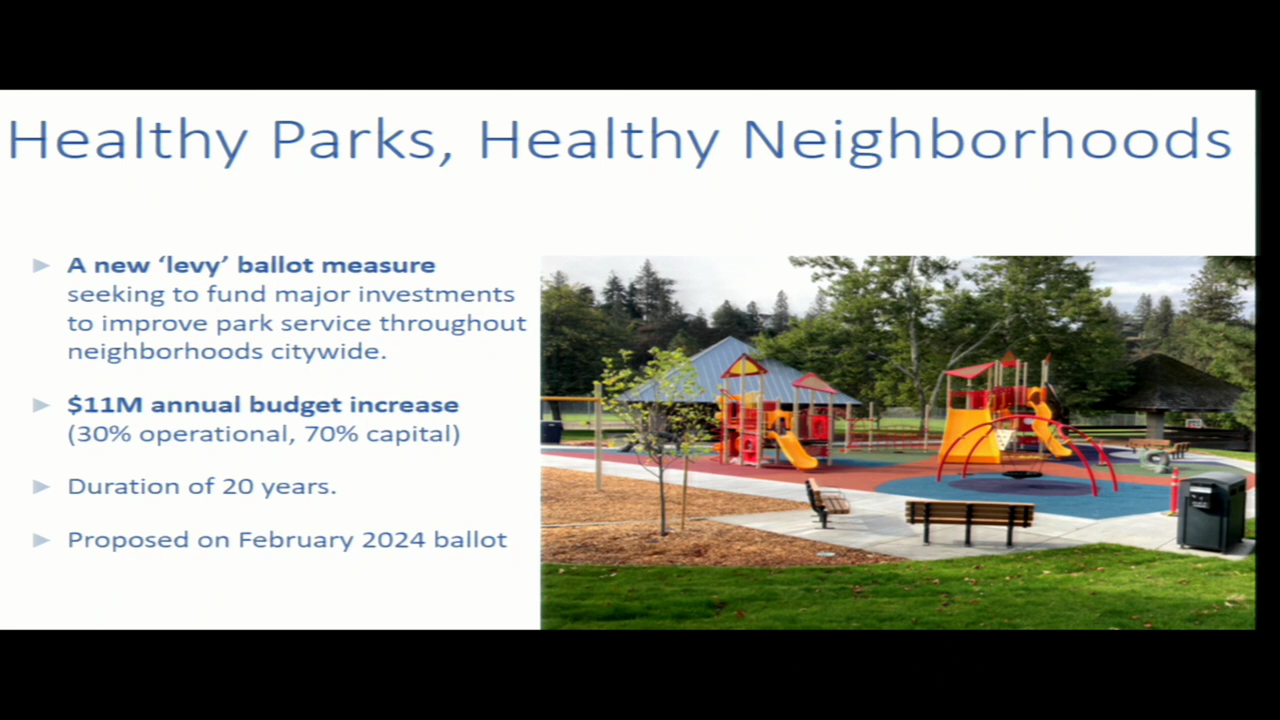 Healthy Parks, Healthy Neighborhoods
A new ‘levy’ ballot measure
seeking to fund major investments
to improve park service throughout
neighborhoods citywide.
$11M annual budget increase
(30% operational, 70% capital)
Duration of 20 years.
Proposed on February 2024 ballot